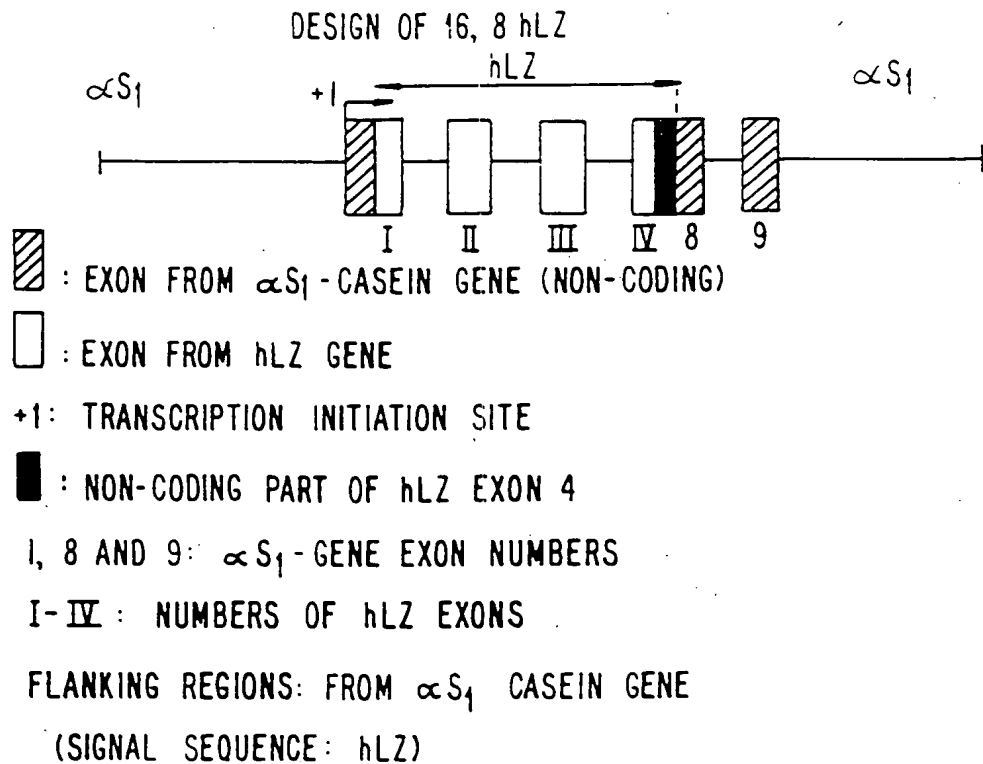 DESIGN OF 16, 8 hLZ
hLZ
αS1
+1
αS1
I II III IV 8 9
: EXON FROM αS1-CASEIN GENE (NON-CODING)
: EXON FROM hLZ GENE
+1: TRANSCRIPTION INITIATION SITE
: NON-CODING PART OF hLZ EXON 4
1, 8 AND 9: αS1-GENE EXON NUMBERS
I-IV: NUMBERS OF hLZ EXONS
FLANKING REGIONS: FROM αS1 CASEIN GENE
(SIGNAL SEQUENCE: hLZ)